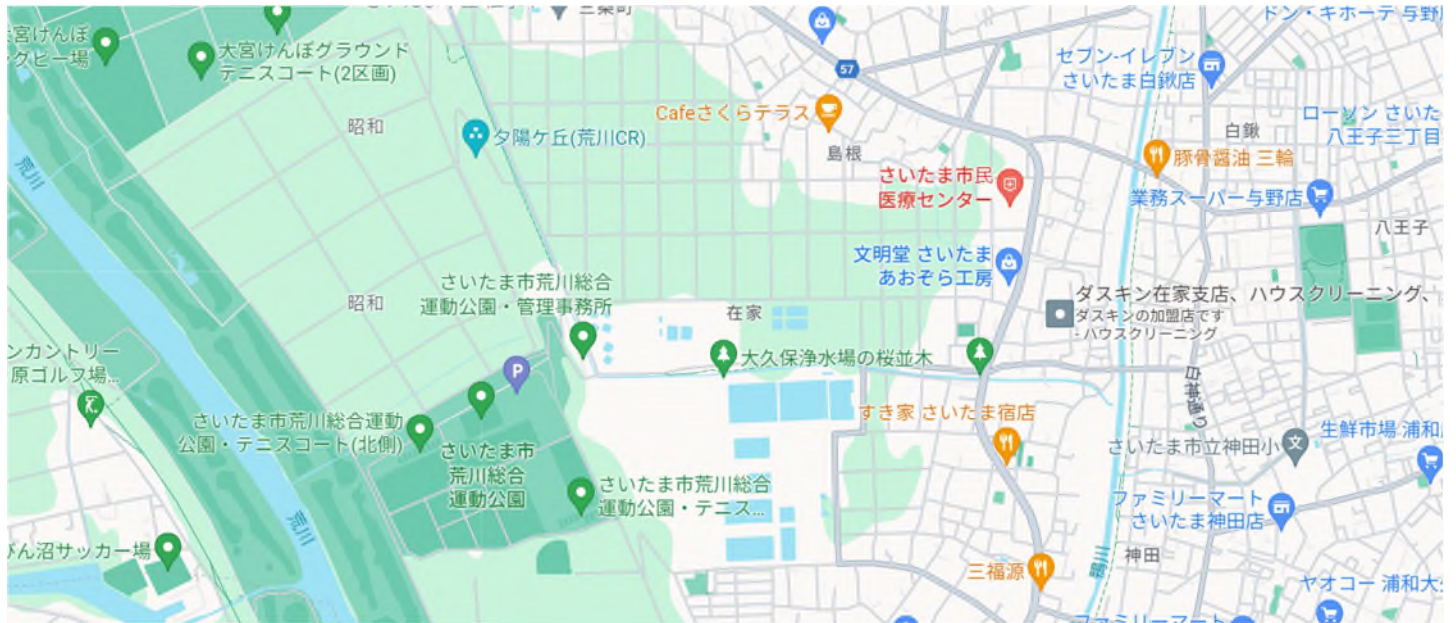 三條町
ドン・キホーテ 与野
大宮けんぽ
グビー場
大宮けんぽグラウンド
テニスコート(2区画)
57
セブン-イレブン
さいたま白鍬店
Cafeさくらテラス
昭和
夕陽ケ丘(荒川CR)
島根
白鍬
ローソン さいた
八王子三丁目
豚骨醤油 三輪
荒川
さいたま市民
医療センター
業務スーパー与野店
八王子
文明堂 さいたま
あおぞら工房
さいたま市荒川総合
運動公園・管理事務所
昭和
在家
ダスキン在家支店、ハウスクリーニング、
ダスキンの加盟店です
- ハウスクリーニング
ンカントリー
原ゴルフ場...
P
大久保浄水場の桜並木
さいたま市荒川総合運動
公園・テニスコート(北側)
すき家 さいたま宿店
さいたま市
荒川総合
運動公園
さいたま市立神田小
文
生鮮市場 浦和
さいたま市荒川総合
運動公園・テニス...
ファミリーマート
さいたま神田店
荒川
びん沼サッカー場
三福源
神田
ヤオコー 浦和大
ファミリーマート